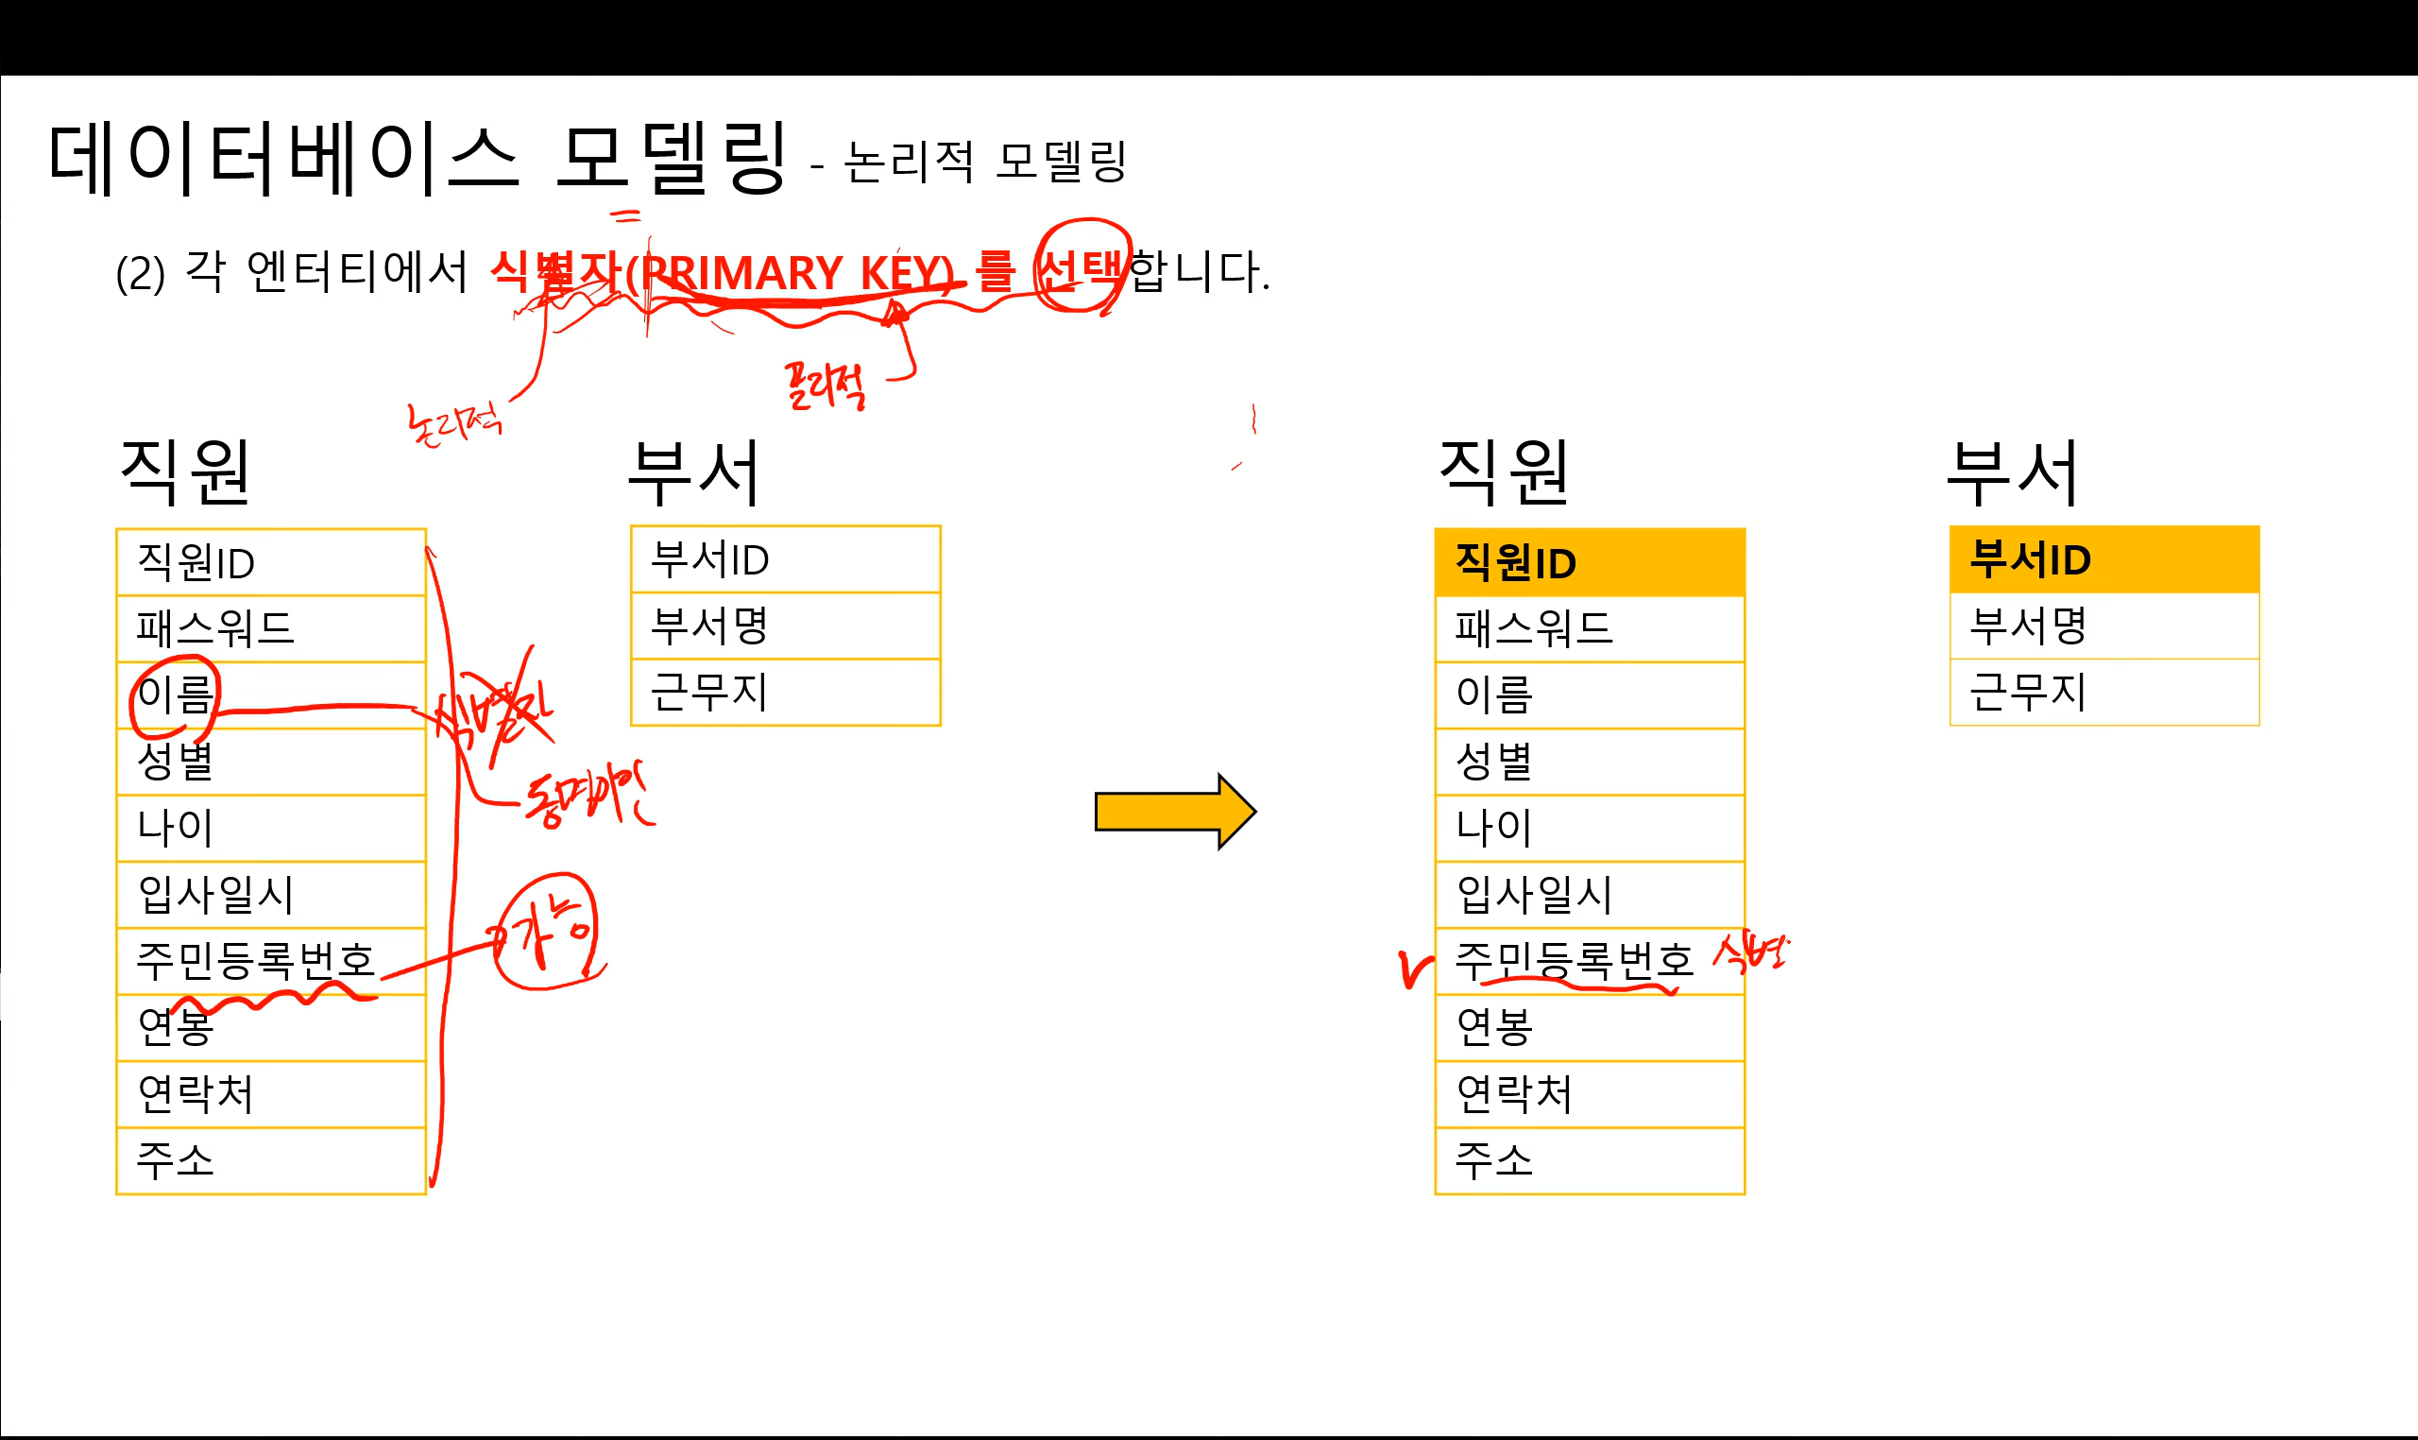 데이터베이스 모델링 - 논리적 모델링
(2) 각 엔터티에서 식별자(PRIMARY KEY) 를 선택합니다.
논리적
물리적
직원
직원ID
패스워드
이름
성별
나이
입사일시
주민등록번호
연봉
연락처
주소
식별자
동명이인
가능
부서
부서ID
부서명
근무지
직원
직원ID
패스워드
이름
성별
나이
입사일시
주민등록번호
식별
연봉
연락처
주소
부서
부서ID
부서명
근무지